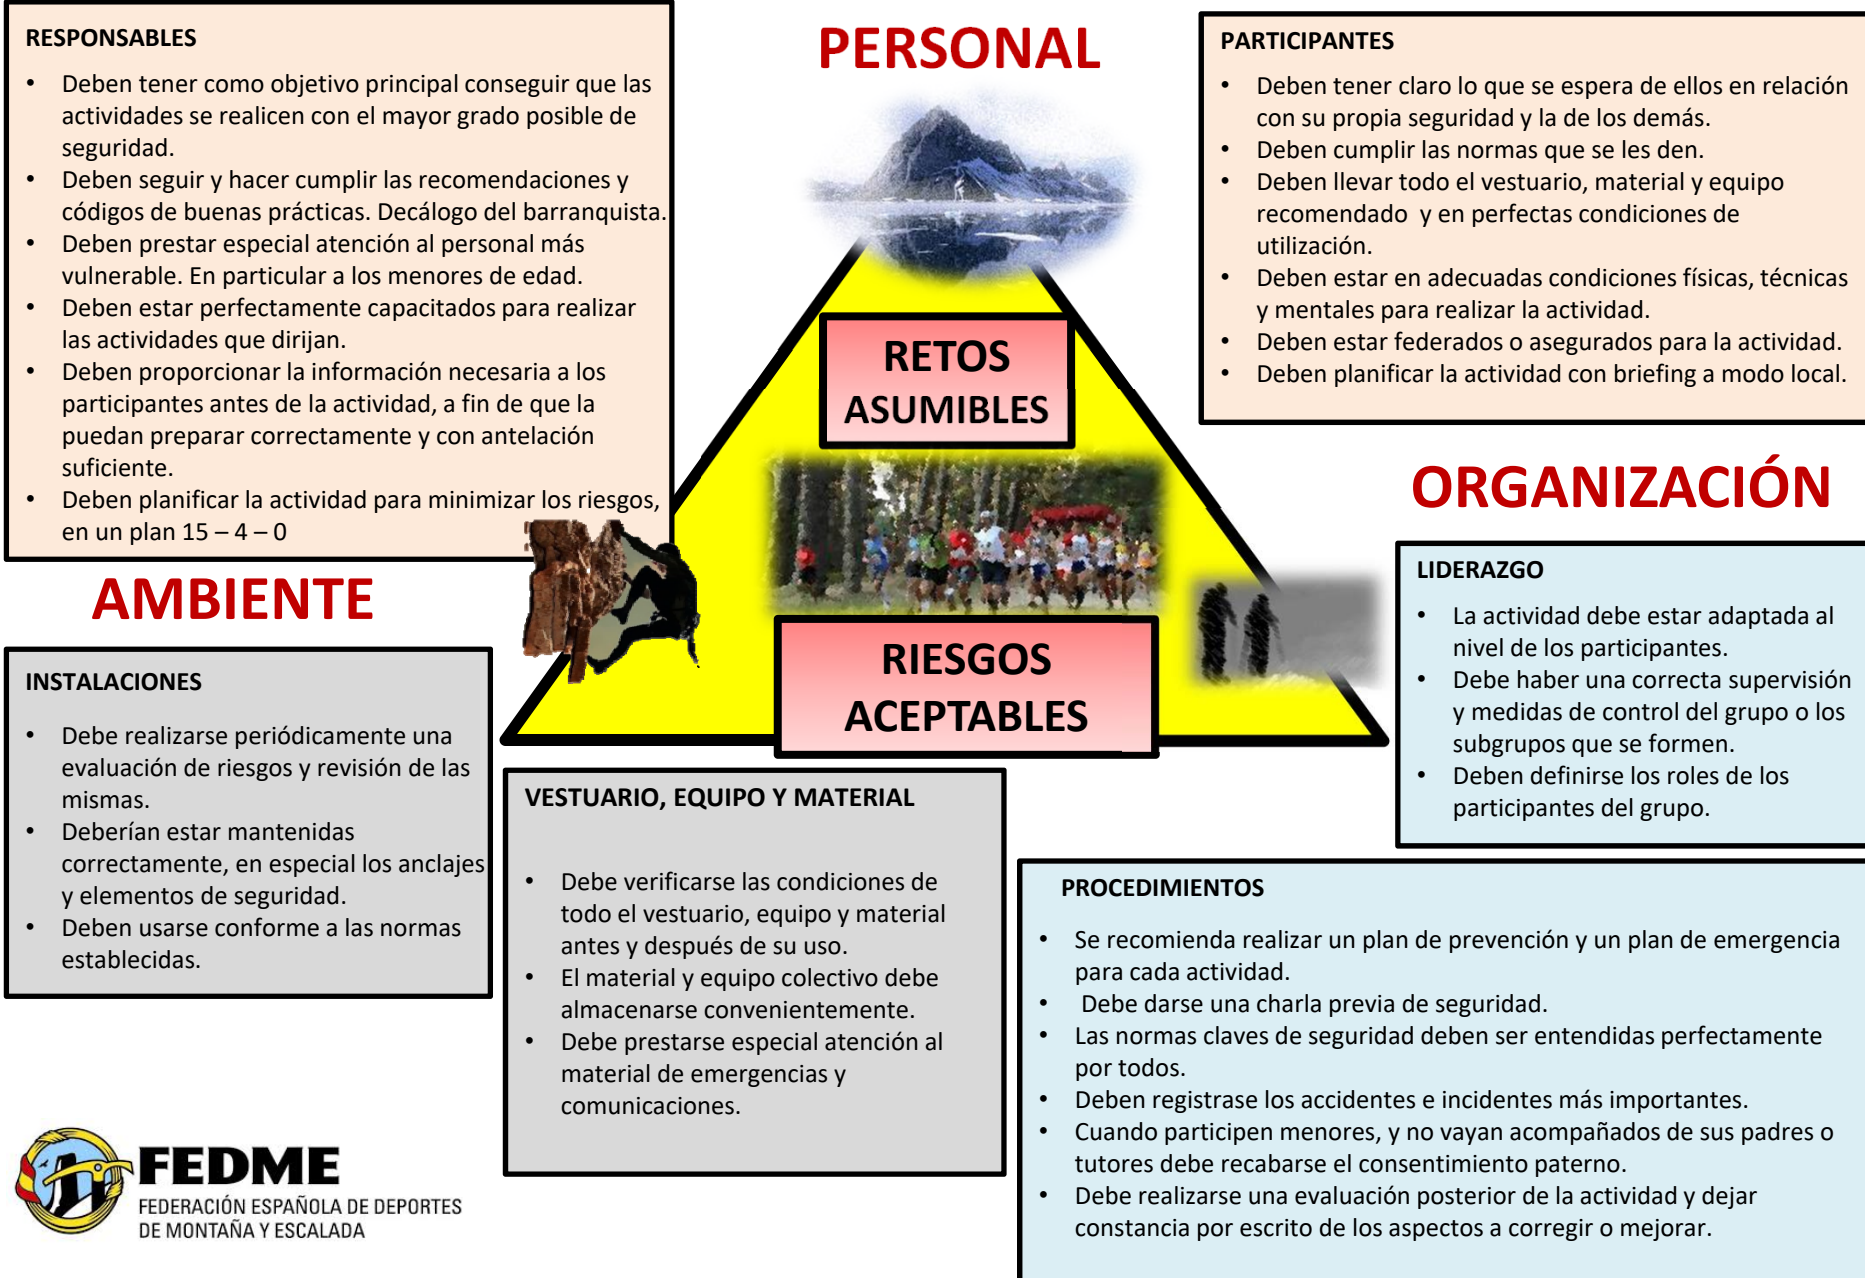 RESPONSABLES
• Deben tener como objetivo principal conseguir que las
actividades se realicen con el mayor grado posible de
seguridad.
• Deben seguir y hacer cumplir las recomendaciones y
códigos de buenas prácticas. Decálogo del barranquista.
• Deben prestar especial atención al personal más
vulnerable. En particular a los menores de edad.
• Deben estar perfectamente capacitados para realizar
las actividades que dirijan.
• Deben proporcionar la información necesaria a los
participantes antes de la actividad, a fin de que la
puedan preparar correctamente y con antelación
suficiente.
• Deben planificar la actividad para minimizar los riesgos,
en un plan 15 – 4 – 0
PERSONAL
PARTICIPANTES
• Deben tener claro lo que se espera de ellos en relación
con su propia seguridad y la de los demás.
• Deben cumplir las normas que se les den.
• Deben llevar todo el vestuario, material y equipo
recomendado y en perfectas condiciones de
utilización.
• Deben estar en adecuadas condiciones físicas, técnicas
y mentales para realizar la actividad.
• Deben estar federados o asegurados para la actividad.
• Deben planificar la actividad con briefing a modo local.
RETOS
ASUMIBLES
RIESGOS
ACEPTABLES
AMBIENTE
INSTALACIONES
• Debe realizarse periódicamente una
evaluación de riesgos y revisión de las
mismas.
• Deberían estar mantenidas
correctamente, en especial los anclajes
y elementos de seguridad.
• Deben usarse conforme a las normas
establecidas.
VESTUARIO, EQUIPO Y MATERIAL
• Debe verificarse las condiciones de
todo el vestuario, equipo y material
antes y después de su uso.
• El material y equipo colectivo debe
almacenarse convenientemente.
• Debe prestarse especial atención al
material de emergencias y
comunicaciones.
ORGANIZACIÓN
LIDERAZGO
• La actividad debe estar adaptada al
nivel de los participantes.
• Debe haber una correcta supervisión
y medidas de control del grupo o los
subgrupos que se formen.
• Deben definirse los roles de los
participantes del grupo.
PROCEDIMIENTOS
• Se recomienda realizar un plan de prevención y un plan de emergencia
para cada actividad.
• Debe darse una charla previa de seguridad.
• Las normas claves de seguridad deben ser entendidas perfectamente
por todos.
• Deben registrase los accidentes e incidentes más importantes.
• Cuando participen menores, y no vayan acompañados de sus padres o
tutores debe recabarse el consentimiento paterno.
• Debe realizarse una evaluación posterior de la actividad y dejar
constancia por escrito de los aspectos a corregir o mejorar.
FEDME
FEDERACIÓN ESPAÑOLA DE DEPORTES
DE MONTAÑA Y ESCALADA